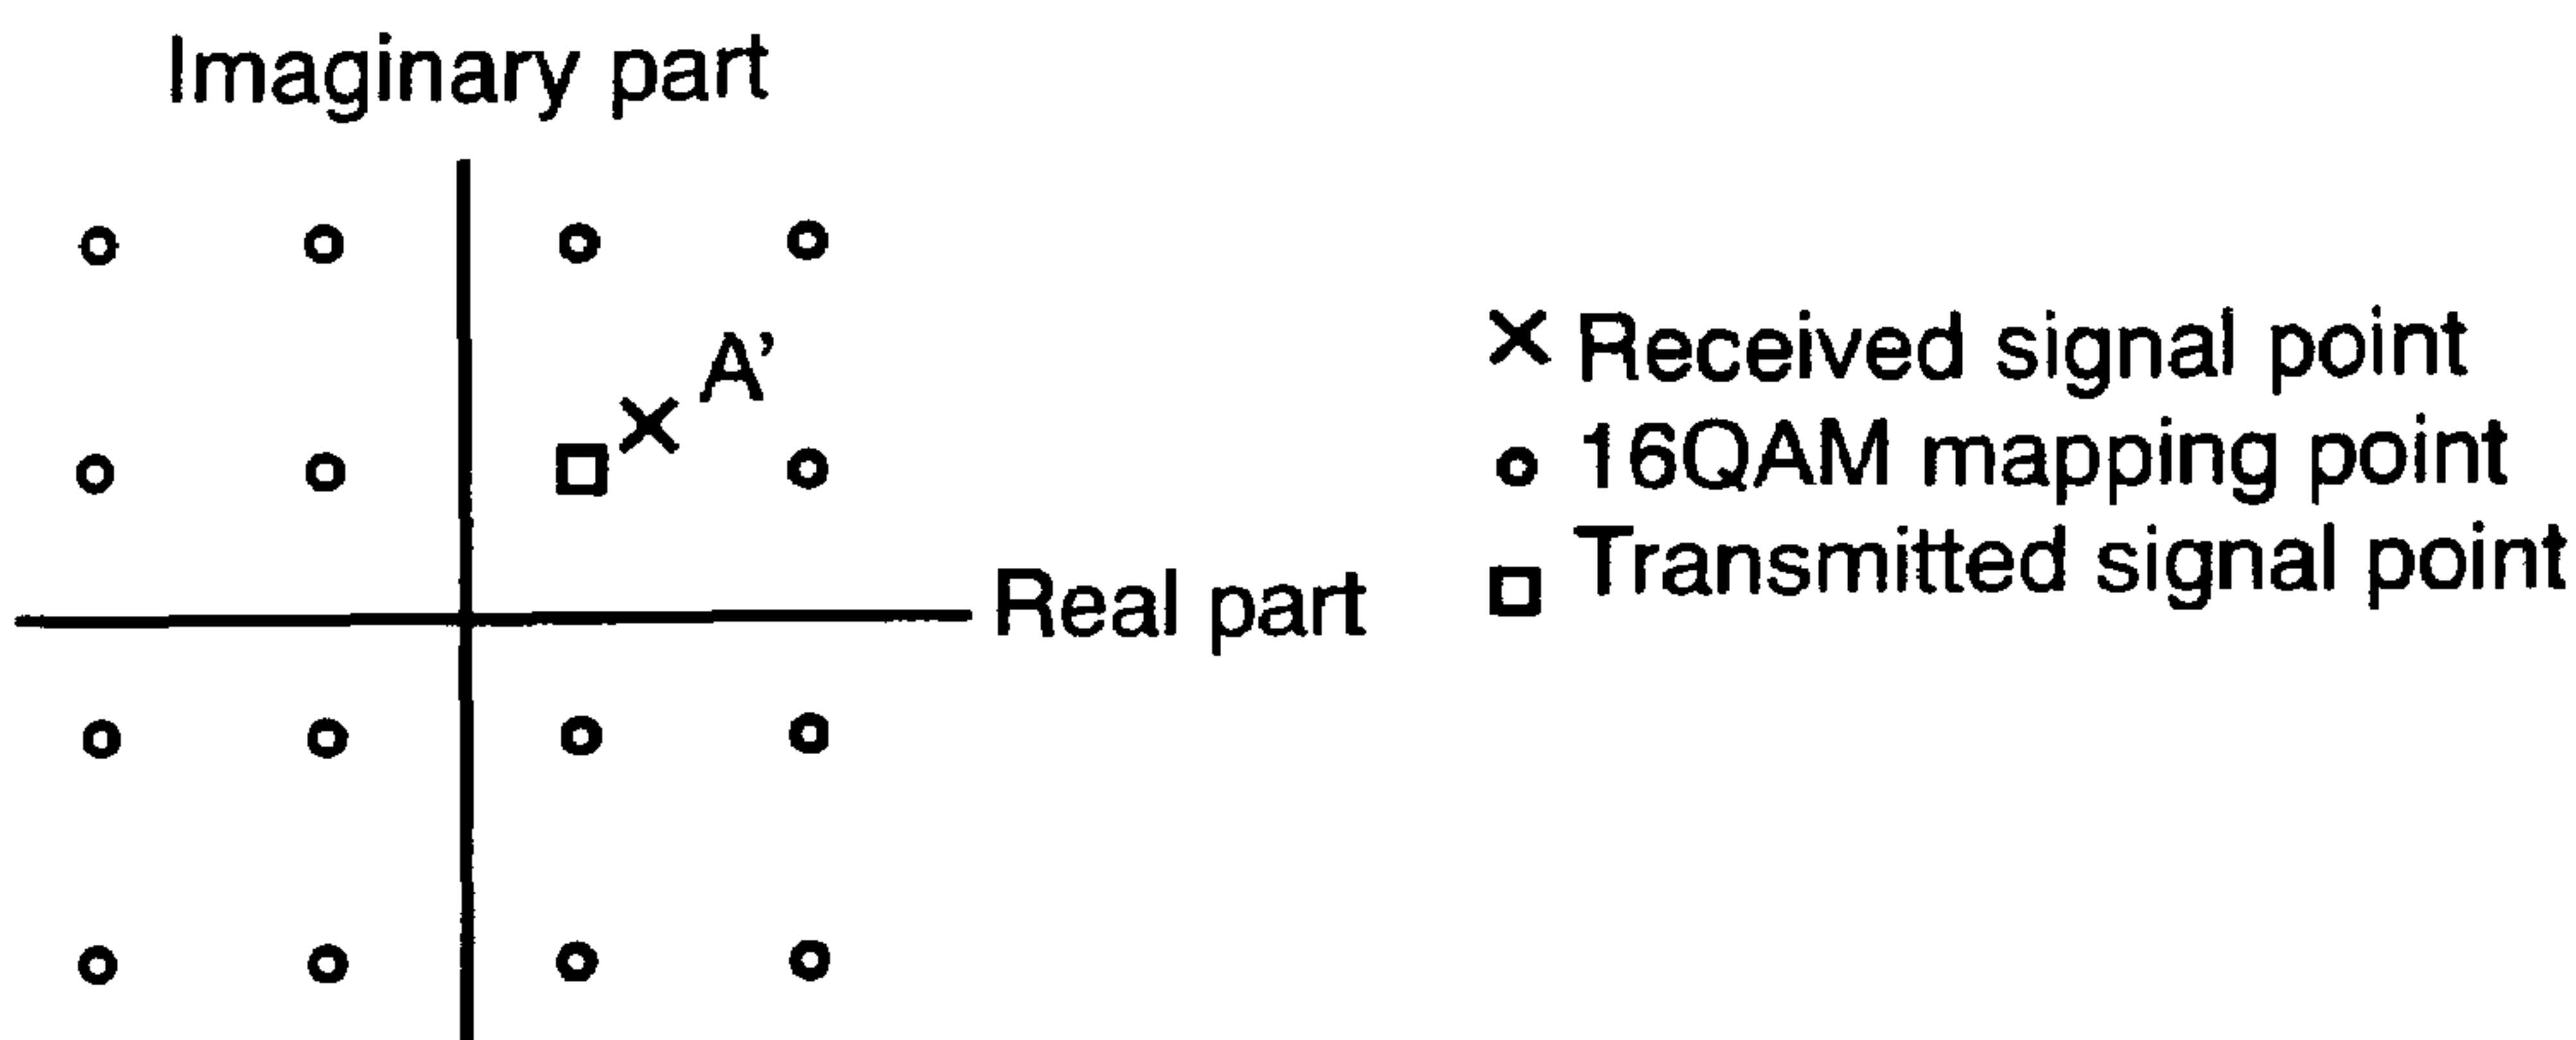 Imaginary part
A'
Real part
Received signal point
16QAM mapping point
Transmitted signal point